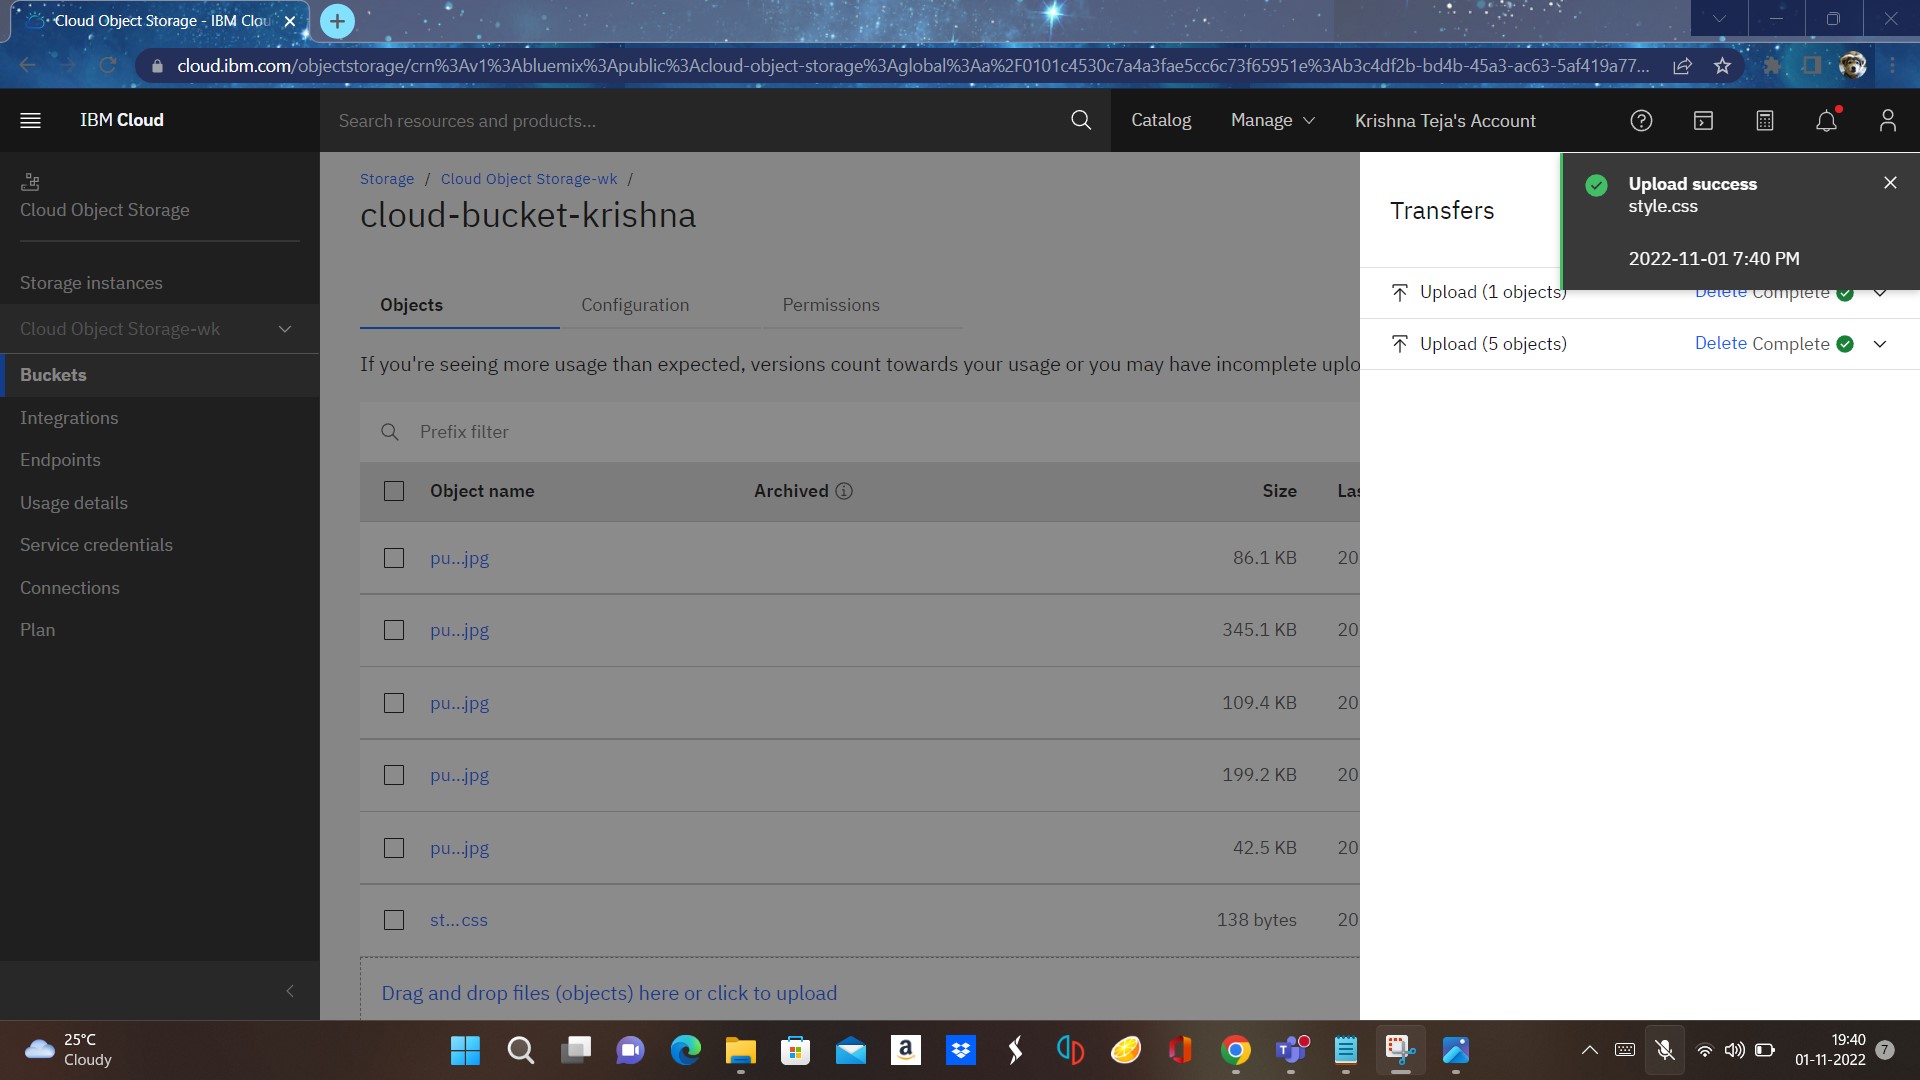 Cloud Object Storage - IBM Clou
cloud.ibm.com/objectstorage/crn%3Av1%3Abluemix%3Apublic%3Acloud-object-storage%3Aglobal%3Aa%2F0101c4530c7a4a3fae5cc6c73f65951e%3Ab3c4df2b-bd4b-45a3-ac63-5af419a77...
IBM Cloud
Search resources and products...
Catalog
Manage
Krishna Teja's Account
Cloud Object Storage
Storage instances
Cloud Object Storage-wk
Buckets
Integrations
Endpoints
Usage details
Service credentials
Connections
Plan
Storage / Cloud Object Storage-wk /
cloud-bucket-krishna
Objects
Configuration
Permissions
If you're seeing more usage than expected, versions count towards your usage or you may have incomplete uplo
Prefix filter
Object name Archived Size Las
pu...jpg 86.1 KB 20
pu...jpg 345.1 KB 20
pu...jpg 109.4 KB 20
pu...jpg 199.2 KB 20
pu...jpg 42.5 KB 20
st...css 138 bytes 20
Drag and drop files (objects) here or click to upload
Transfers
Upload success
style.css
2022-11-01 7:40 PM
Upload (1 objects) Delete Complete
Upload (5 objects) Delete Complete
25°C
Cloudy
19:40
01-11-2022
7